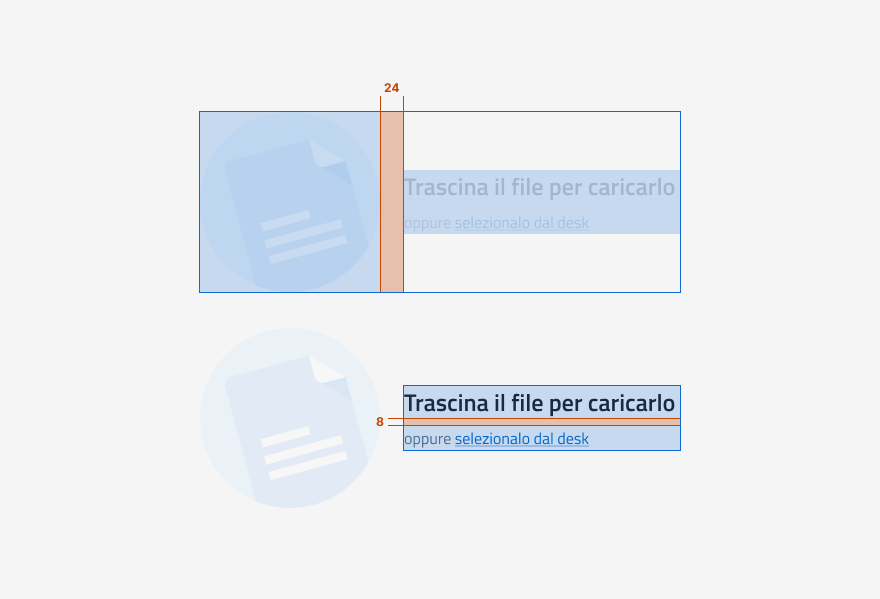 24
Trascina il file per caricarlo
oppure selezionalo dal desk
Trascina il file per caricarlo
8
oppure selezionalo dal desk